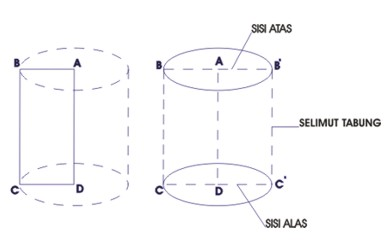 SISI ATAS
B A
B A B'
SELIMUT TABUNG
C D
C D C'
SISI ALAS